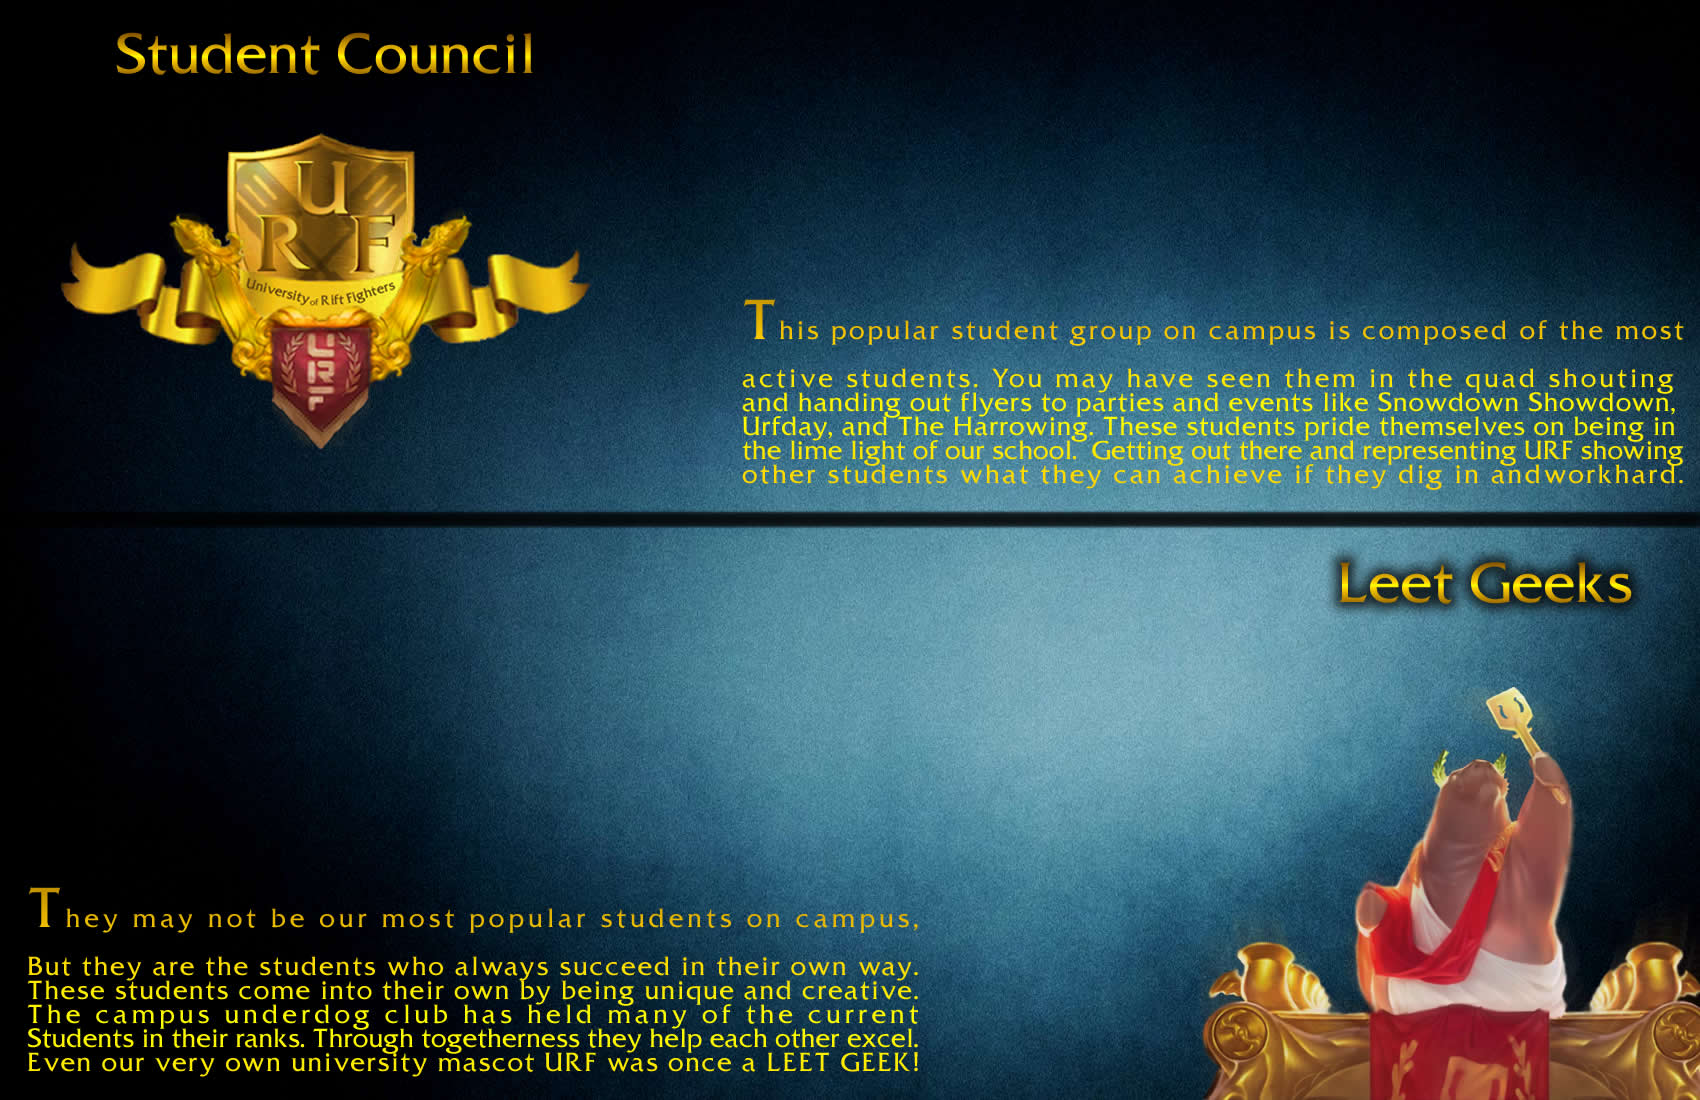 Student Council
U
R F
University of Rift Fighters
URF
This popular student group on campus is composed of the most
active students. You may have seen them in the quad shouting
and handing out flyers to parties and events like Snowdown Showdown,
Urfday, and The Harrowing. These students pride themselves on being in
the lime light of our school. Getting out there and representing URF showing
other students what they can achieve if they dig in andworkhard.
Leet Geeks
They may not be our most popular students on campus,
But they are the students who always succeed in their own way.
These students come into their own by being unique and creative.
The campus underdog club has held many of the current
Students in their ranks. Through togetherness they help each other excel.
Even our very own university mascot URF was once a LEET GEEK!